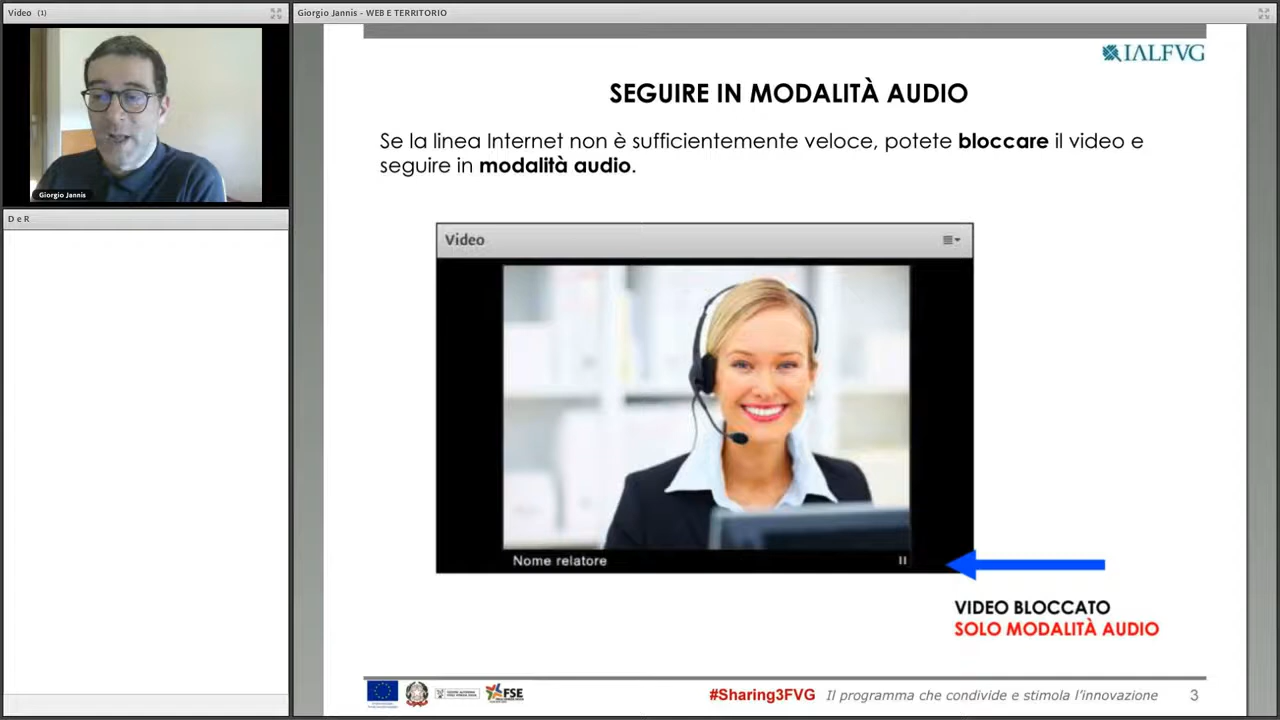 Video (1)
Giorgio Jannis - WEB E TERRITORIO
Giorgio Jannis
D e R
IALFVG
SEGUIRE IN MODALITÀ AUDIO
Se la linea Internet non è sufficientemente veloce, potete bloccare il video e
seguire in modalità audio.
Video
Nome relatore
VIDEO BLOCCATO
SOLO MODALITÀ AUDIO
FSE
#Sharing3FVG Il programma che condivide e stimola l'innovazione 3